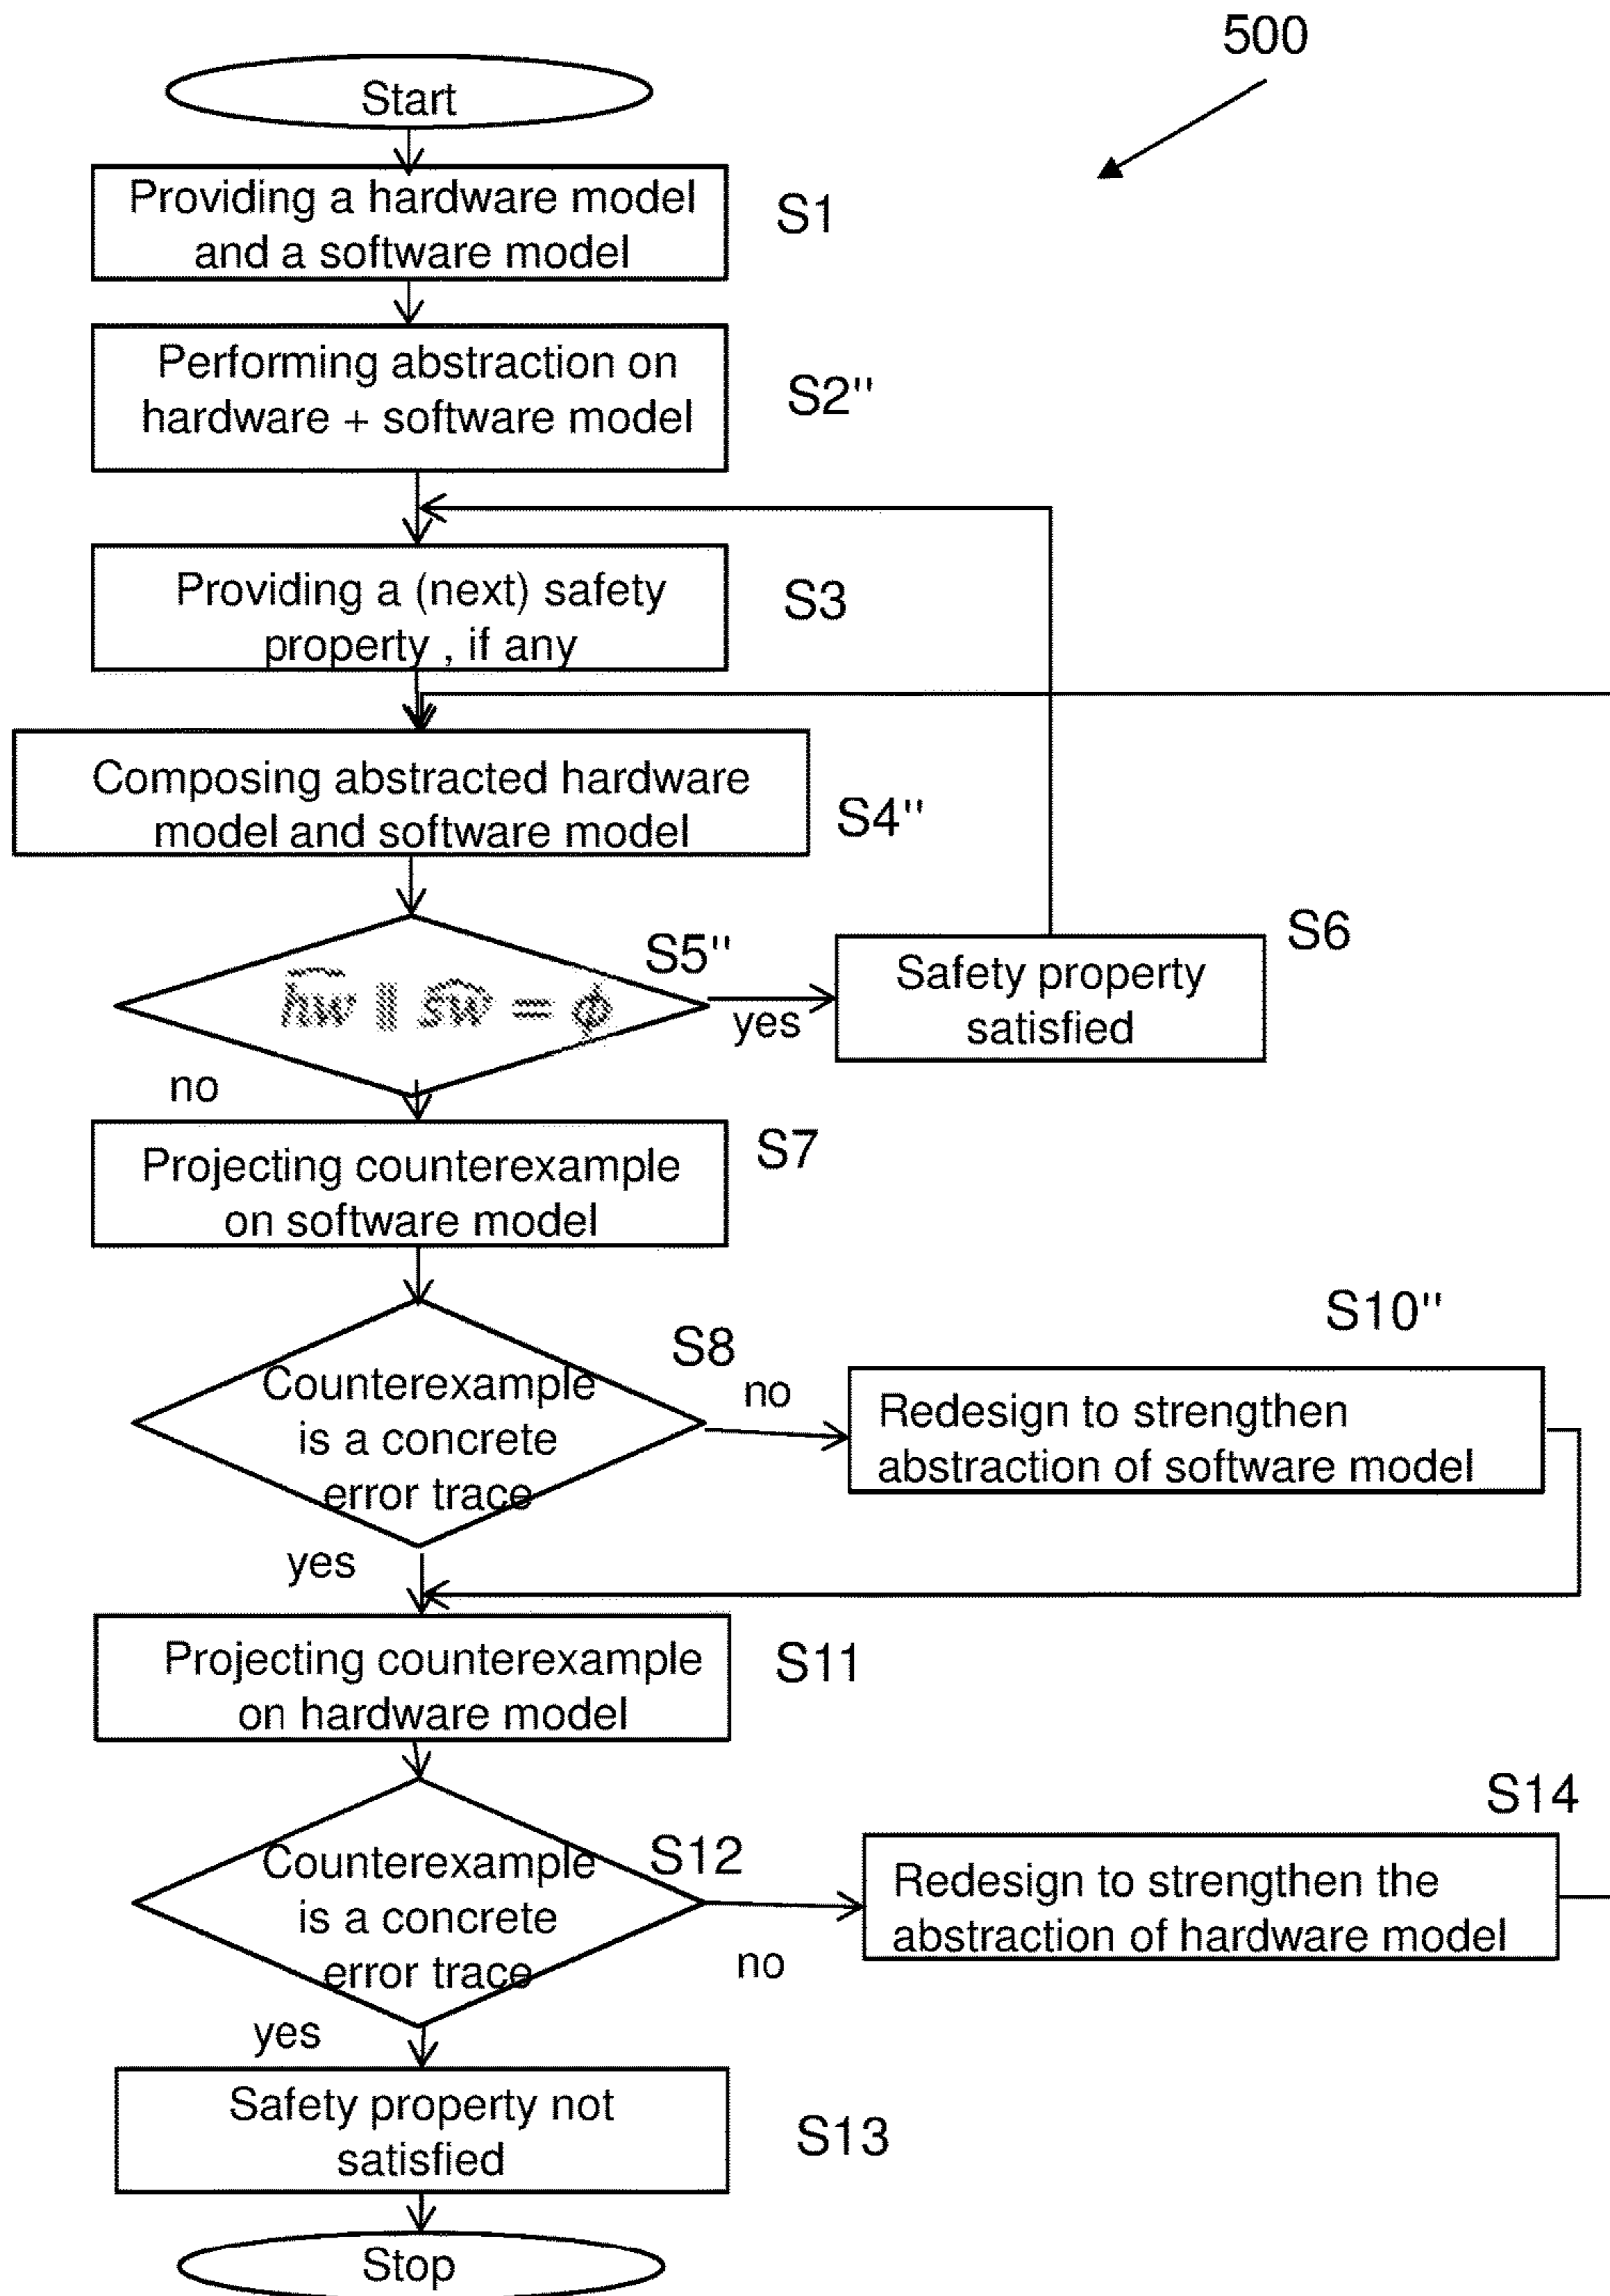 500
Start
Providing a hardware model
and a software model
S1
Performing abstraction on
hardware + software model
S2''
Providing a (next) safety
property , if any
S3
Composing abstracted hardware
model and software model
S4''
S5''
h͡w || s͡w = ϕ
yes
no
Safety property
satisfied
S6
Projecting counterexample
on software model
S7
Counterexample
is a concrete
error trace
S8
no
yes
Redesign to strengthen
abstraction of software model
S10''
Projecting counterexample
on hardware model
S11
Counterexample
is a concrete
error trace
S12
no
yes
Redesign to strengthen the
abstraction of hardware model
S14
Safety property not
satisfied
S13
Stop